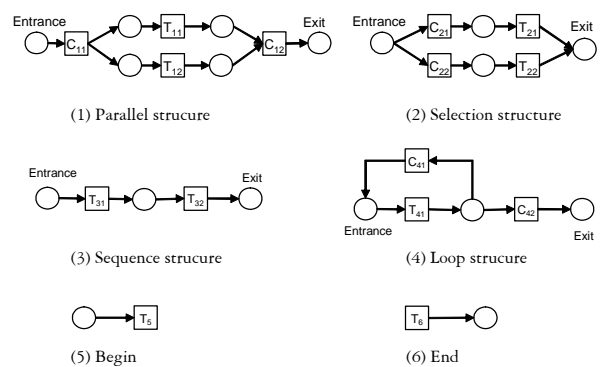 Entrance
Exit
C11
T11
C12
T12
(1) Parallel strucure
Entrance
C21
T21
Exit
C22
T22
(2) Selection structure
Entrance
T31
T32
Exit
(3) Sequence strucure
C41
T41
C42
Entrance
Exit
(4) Loop strucure
T5
(5) Begin
T6
(6) End